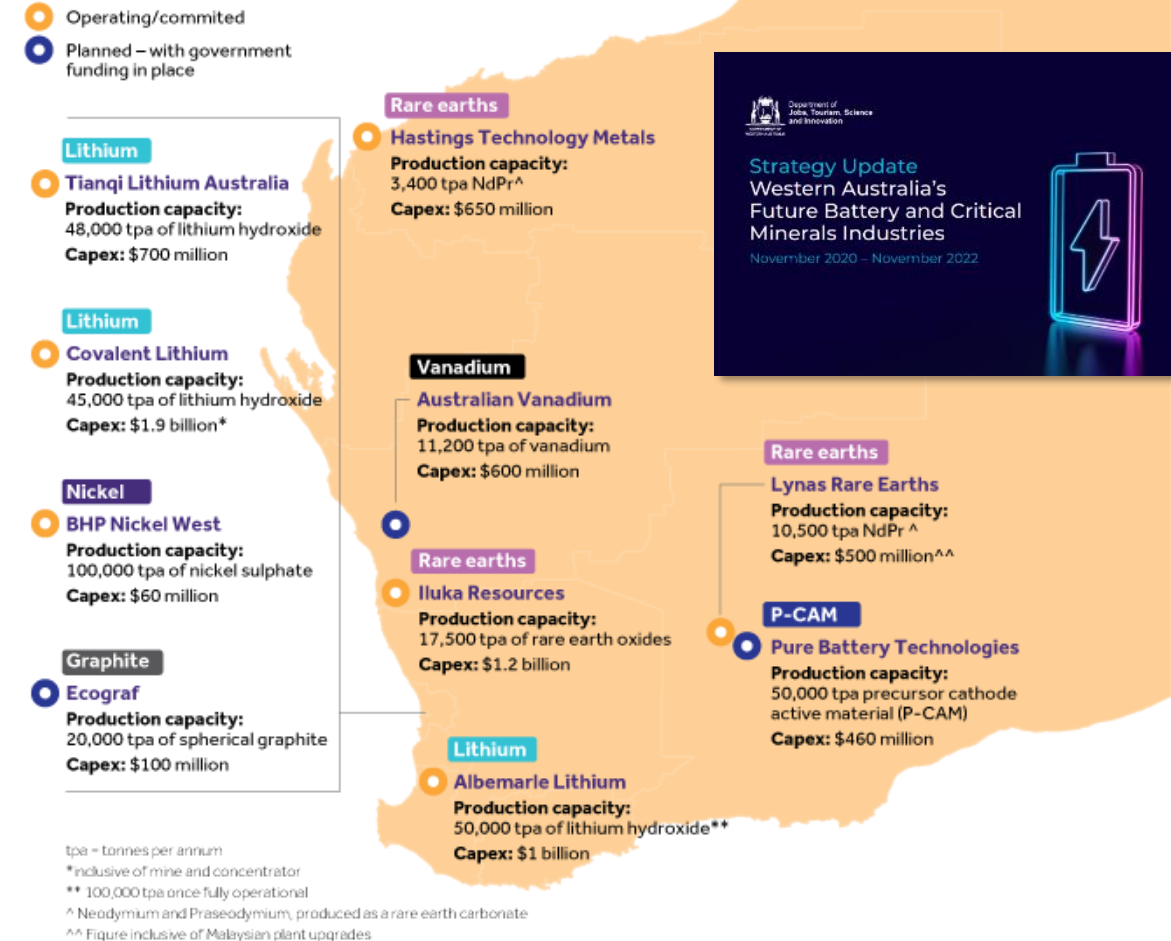 Operating/commited
Planned – with government
funding in place
Lithium
Tianqi Lithium Australia
Production capacity:
48,000 tpa of lithium hydroxide
Capex: $700 million
Lithium
Covalent Lithium
Production capacity:
45,000 tpa of lithium hydroxide
Capex: $1.9 billion*
Nickel
BHP Nickel West
Production capacity:
100,000 tpa of nickel sulphate
Capex: $60 million
Graphite
Ecograf
Production capacity:
20,000 tpa of spherical graphite
Capex: $100 million
Rare earths
Hastings Technology Metals
Production capacity:
3,400 tpa NdPr^
Capex: $650 million
Vanadium
Australian Vanadium
Production capacity:
11,200 tpa of vanadium
Capex: $600 million
Rare earths
Iluka Resources
Production capacity:
17,500 tpa of rare earth oxides
Capex: $1.2 billion
Lithium
Albemarle Lithium
Production capacity:
50,000 tpa of lithium hydroxide**
Capex: $1 billion
Department of
Jobs, Tourism, Science
and Innovation
GOVERNMENT OF
WESTERN AUSTRALIA
Strategy Update
Western Australia's
Future Battery and Critical
Minerals Industries
November 2020 – November 2022
Rare earths
Lynas Rare Earths
Production capacity:
10,500 tpa NdPr ^
Capex: $500 million^^
P-CAM
Pure Battery Technologies
Production capacity:
50,000 tpa precursor cathode
active material (P-CAM)
Capex: $460 million
tpa = tonnes per annum
*inclusive of mine and concentrator
** 100,000 tpa once fully operational
^ Neodymium and Praseodymium, produced as a rare earth carbonate
^^ Figure inclusive of Malaysian plant upgrades